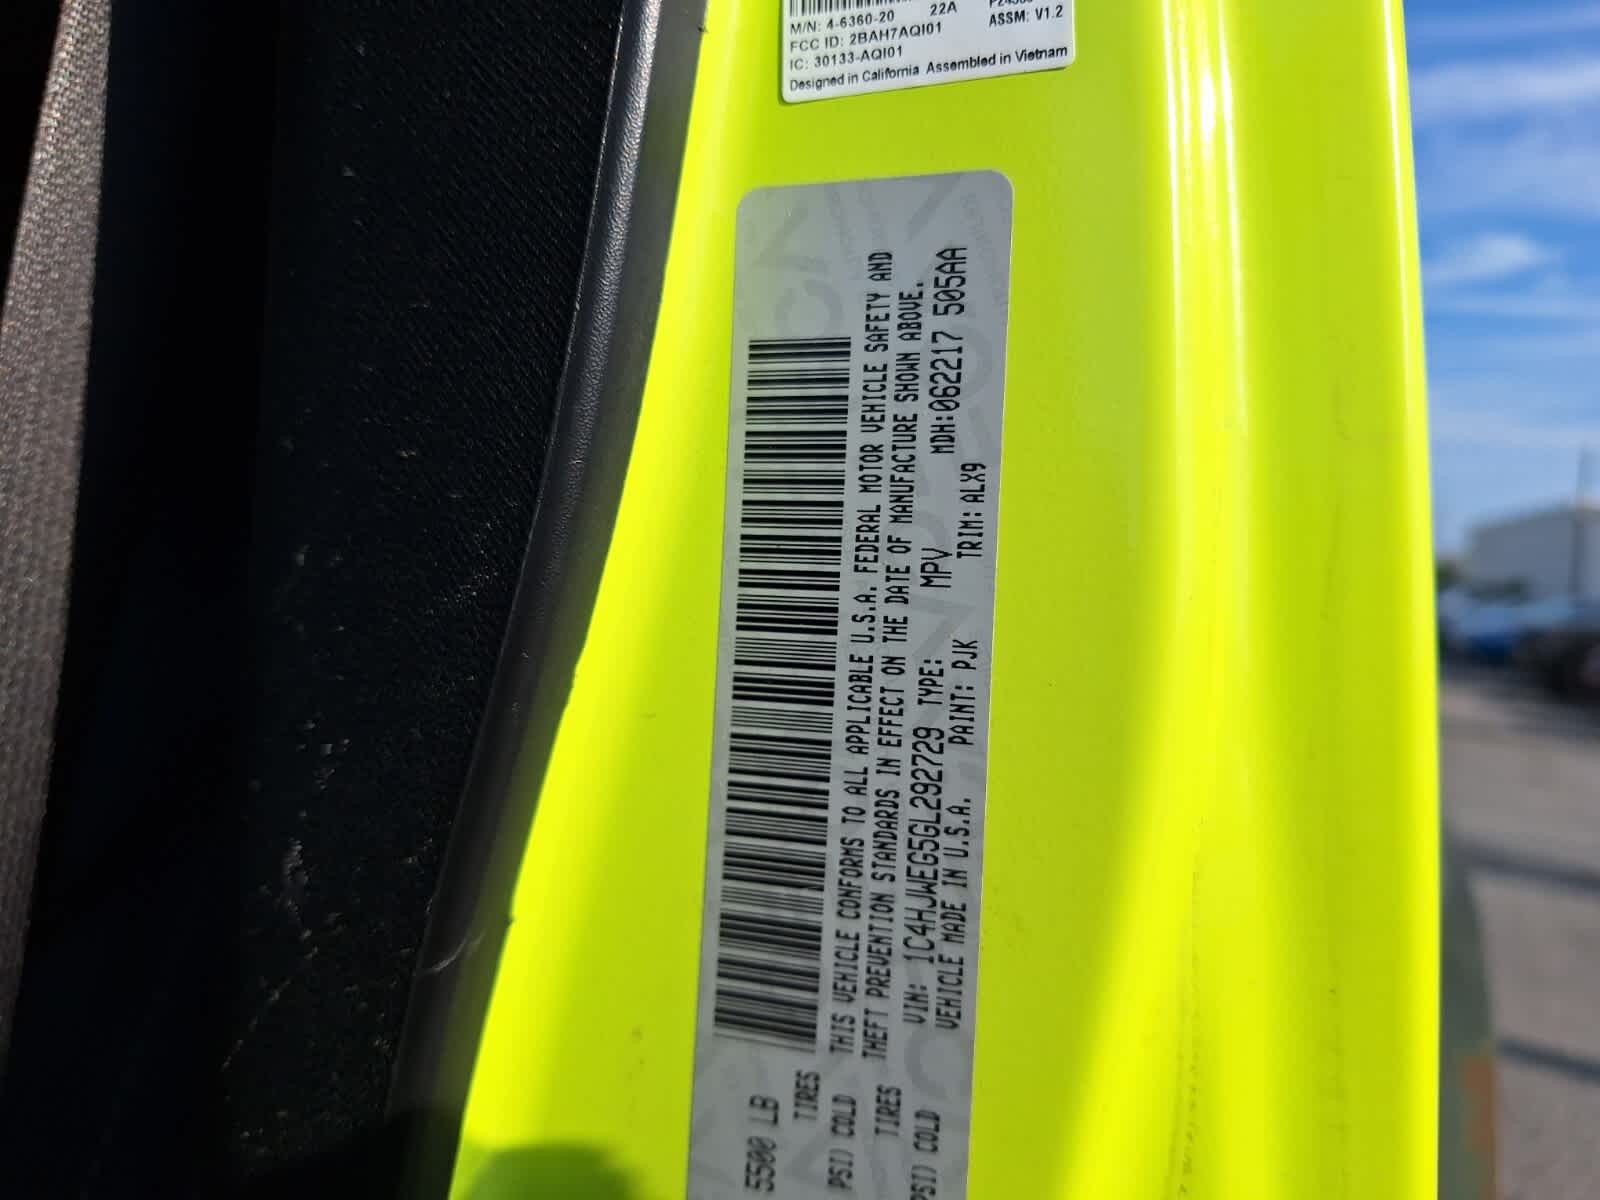 22A
M/N: 4-6360-20
ASSM: V1.2
FCC ID: 2BAH7AQI01
IC: 30133-AQI01
Designed in California Assembled in Vietnam
5500 LB
TIRES
PSI) COLD
TIRES
PSI) COLD
THIS VEHICLE CONFORMS TO ALL APPLICABLE U.S.A. FEDERAL MOTOR VEHICLE SAFETY AND
THEFT PREVENTION STANDARDS IN EFFECT ON THE DATE OF MANUFACTURE SHOWN ABOVE.
VIN: 1C4HJWEG5GL292729 TYPE: MPV MDH:062217 505AA
VEHICLE MADE IN U.S.A. PAINT: PJK TRIM: ALX9